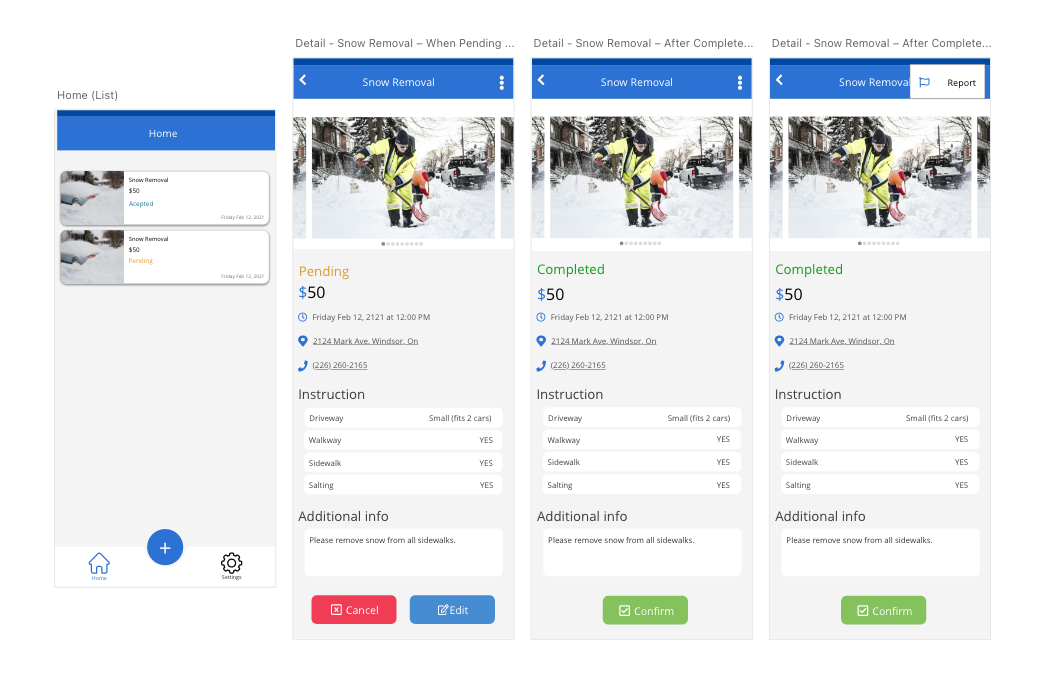 Home (List)
Home
Snow Removal
$50
Acepted
Friday Feb 12, 2021
Snow Removal
$50
Pending
Friday Feb 12, 2021
+
Home
Settings
Detail - Snow Removal – When Pending ...
Snow Removal
Pending
$50
Friday Feb 12, 2121 at 12:00 PM
2124 Mark Ave, Windsor, On
(226) 260-2165
Instruction
Driveway Small (fits 2 cars)
Walkway YES
Sidewalk YES
Salting YES
Additional info
Please remove snow from all sidewalks.
Cancel Edit
Detail - Snow Removal – After Complete...
Snow Removal
Completed
$50
Friday Feb 12, 2121 at 12:00 PM
2124 Mark Ave, Windsor, On
(226) 260-2165
Instruction
Driveway Small (fits 2 cars)
Walkway YES
Sidewalk YES
Salting YES
Additional info
Please remove snow from all sidewalks.
Confirm
Detail - Snow Removal – After Complete...
Snow Removal Report
Completed
$50
Friday Feb 12, 2121 at 12:00 PM
2124 Mark Ave, Windsor, On
(226) 260-2165
Instruction
Driveway Small (fits 2 cars)
Walkway YES
Sidewalk YES
Salting YES
Additional info
Please remove snow from all sidewalks.
Confirm